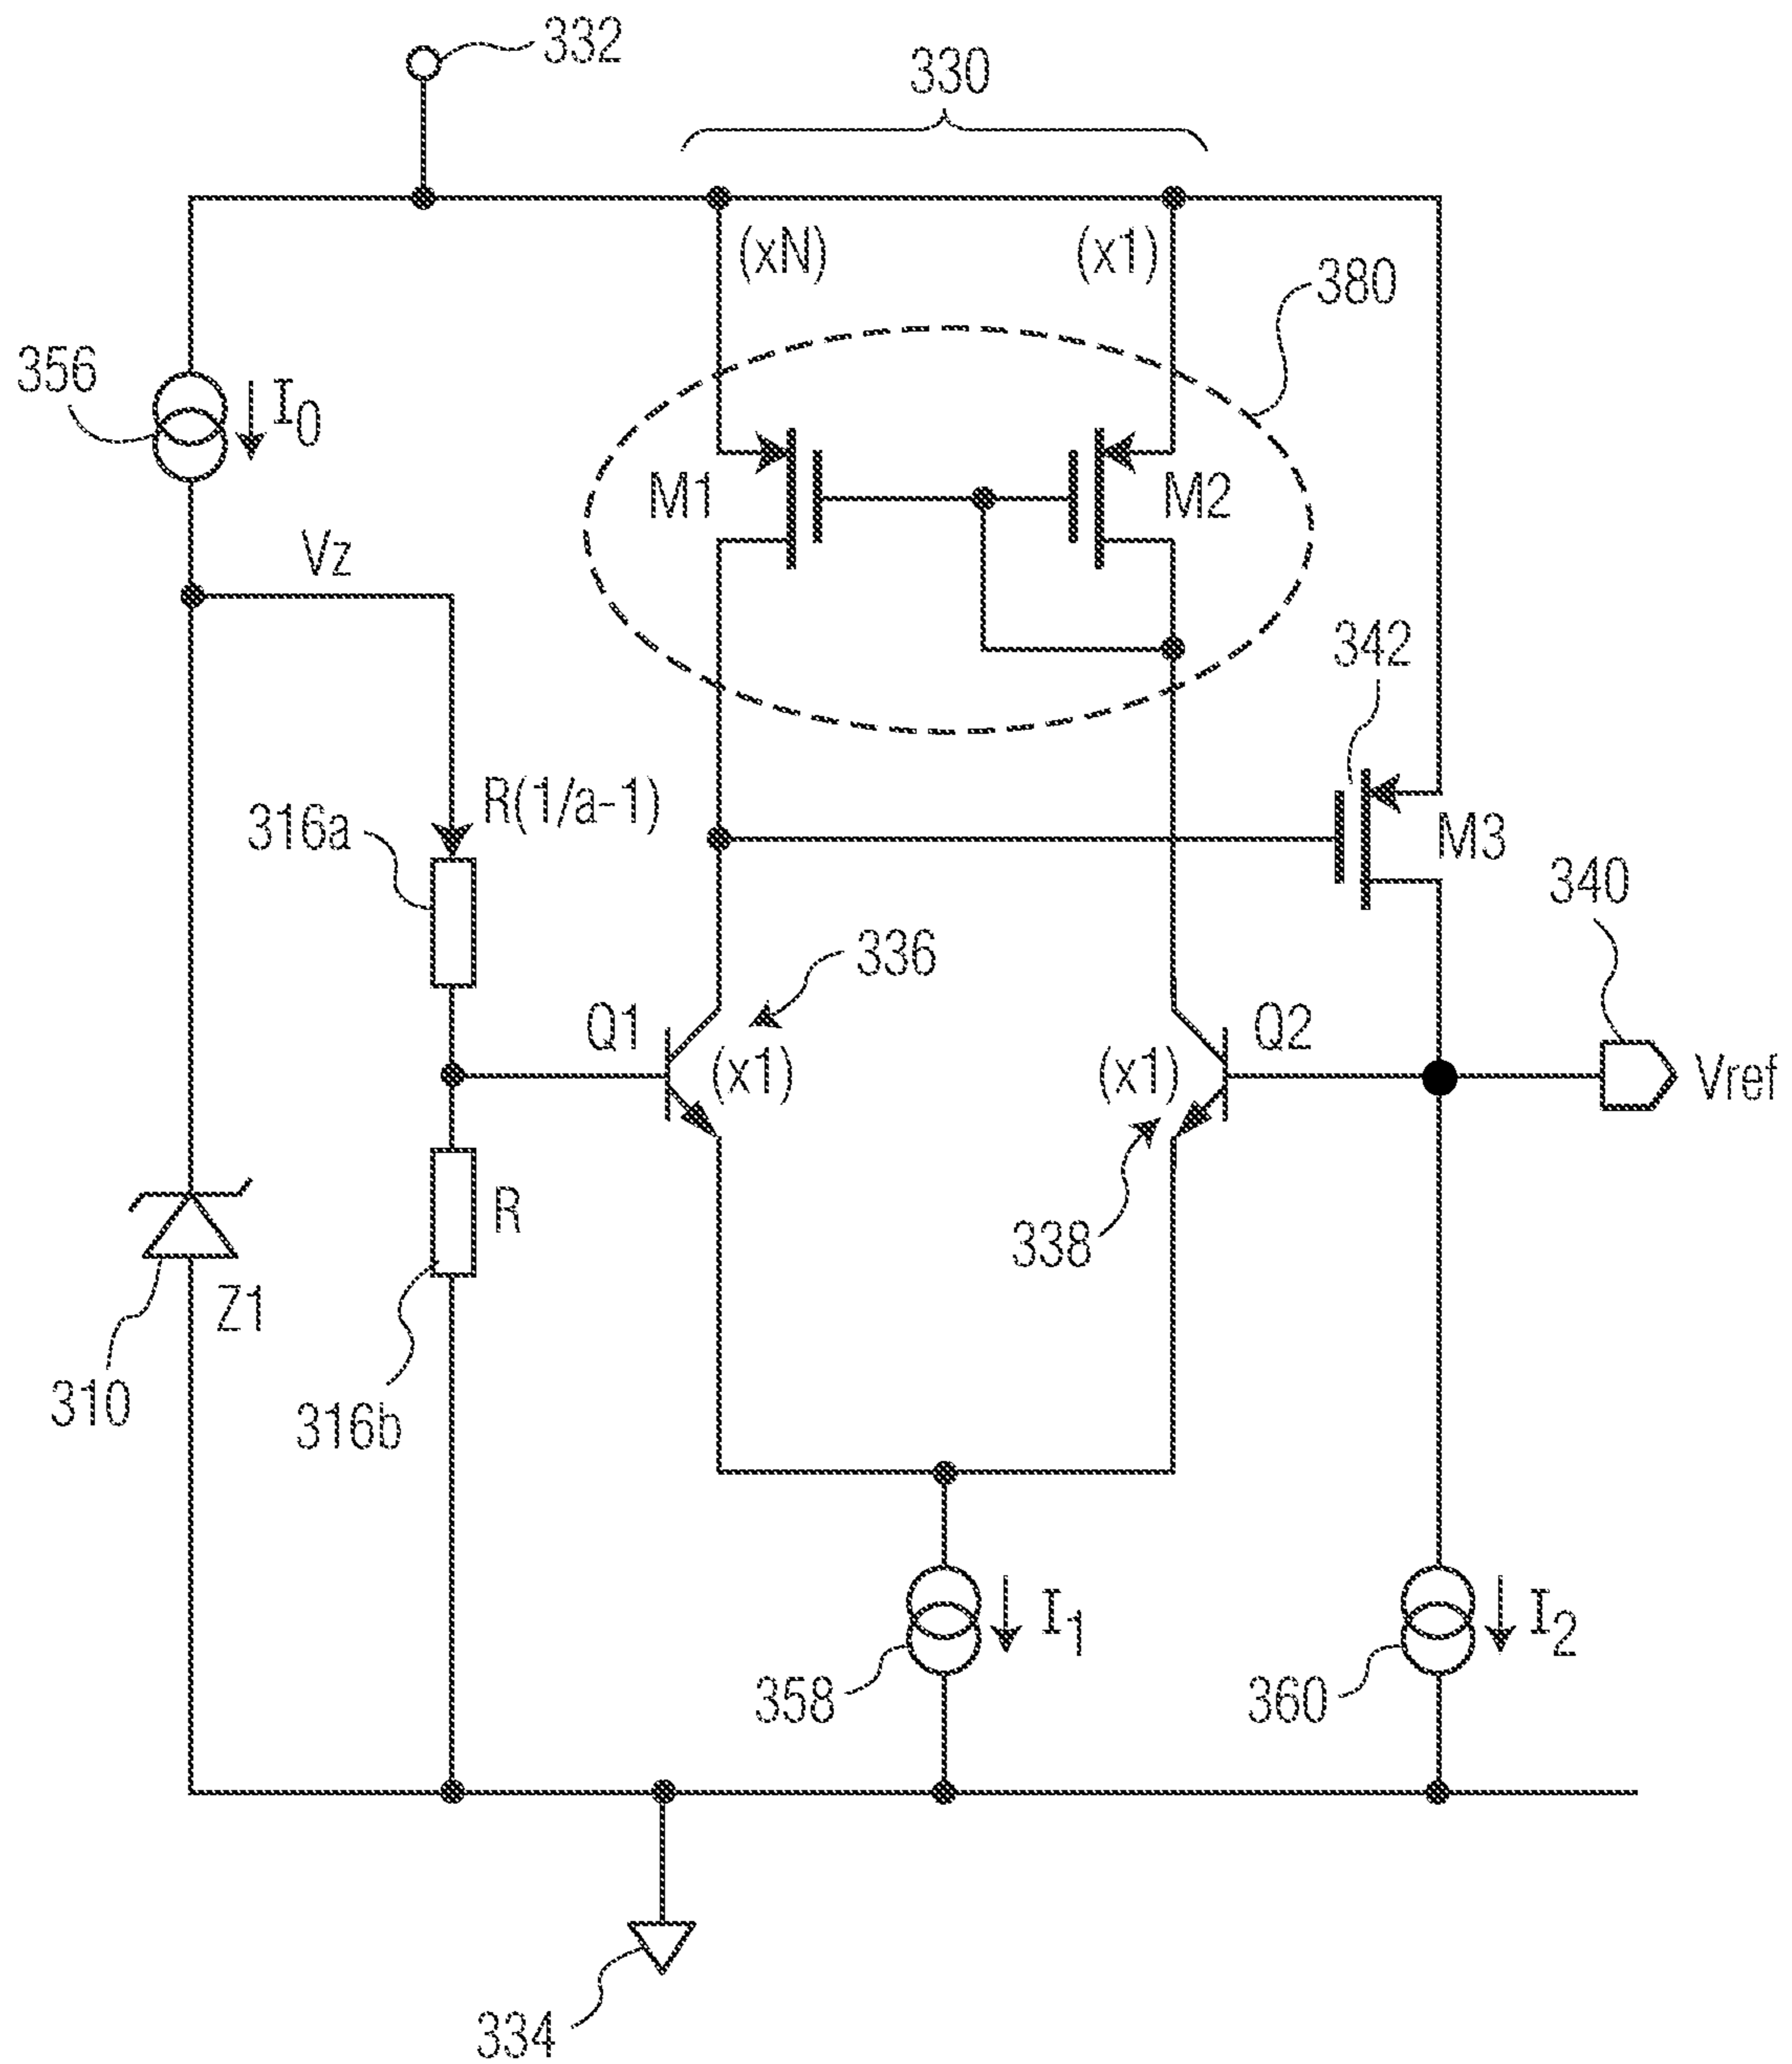 332
330
(xN)
(x1)
380
356
I0
M1
M2
Vz
342
R(1/a-1)
316a
M3
340
336
Q1
(x1)
(x1)
Q2
Vref
R
338
Z1
310
316b
I1
I2
358
360
334